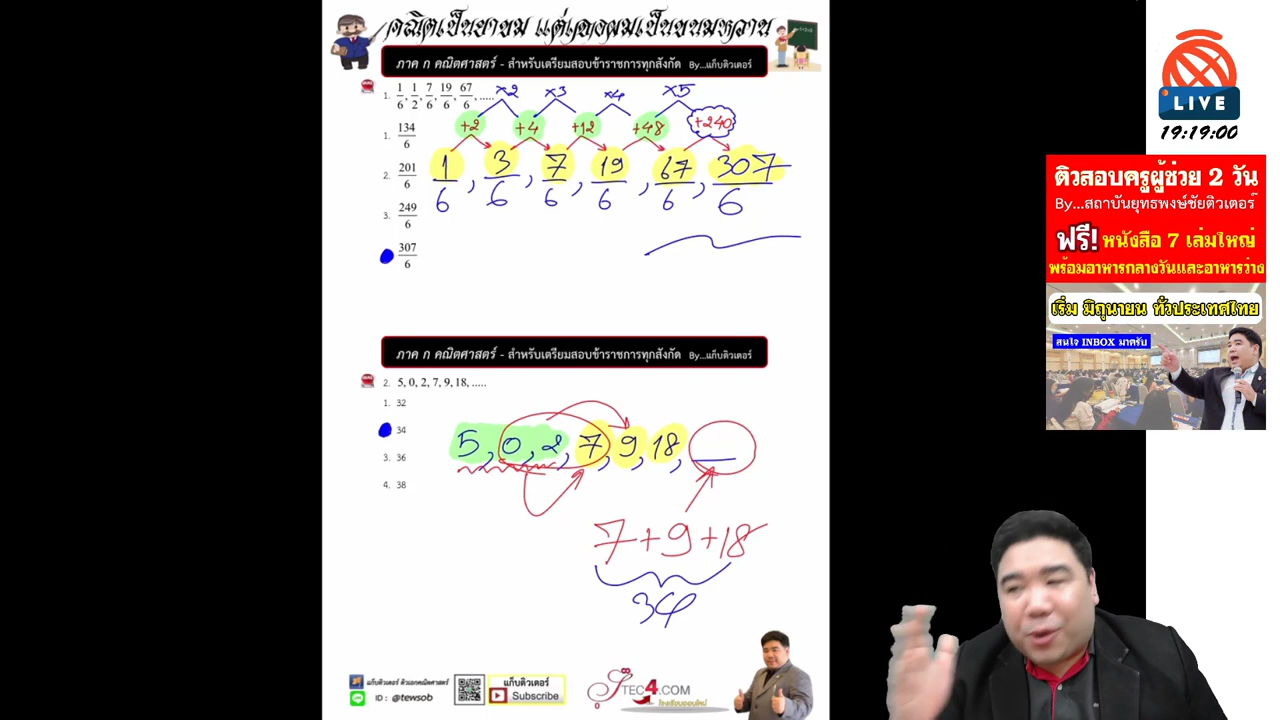 คณิตเป็นยาขม แต่เจอผมเป็นขนมหวาน
ภาค ก คณิตศาสตร์ - สำหรับเตรียมสอบข้าราชการทุกสังกัด By...แก็บติวเตอร์
1. 1/6, 1/2, 7/6, 19/6, 67/6, .....
×2 ×3 ×4 ×5
+2 +4 +12 +48 +240
1/6, 3/6, 7/6, 19/6, 67/6, 307/6
1. 134/6
2. 201/6
3. 249/6
307/6
ภาค ก คณิตศาสตร์ - สำหรับเตรียมสอบข้าราชการทุกสังกัด By...แก็บติวเตอร์
2. 5, 0, 2, 7, 9, 18, .....
1. 32
34
3. 36
4. 38
5, 0, 2, 7, 9, 18,
7+9+18
34
แก็บติวเตอร์ ติวเอกคณิตศาสตร์
ID : @tewsob
แก็บติวเตอร์
Subscribe
TEC4.COM
โรงเรียนออนไลน์
LIVE
19:19:00
ติวสอบครูผู้ช่วย 2 วัน
By...สถาบันยุทธพงษ์ชัยติวเตอร์
ฟรี! หนังสือ 7 เล่มใหญ่
พร้อมอาหารกลางวันและอาหารว่าง
เริ่ม มิถุนายน ทั่วประเทศไทย
สนใจ INBOX มาครับ